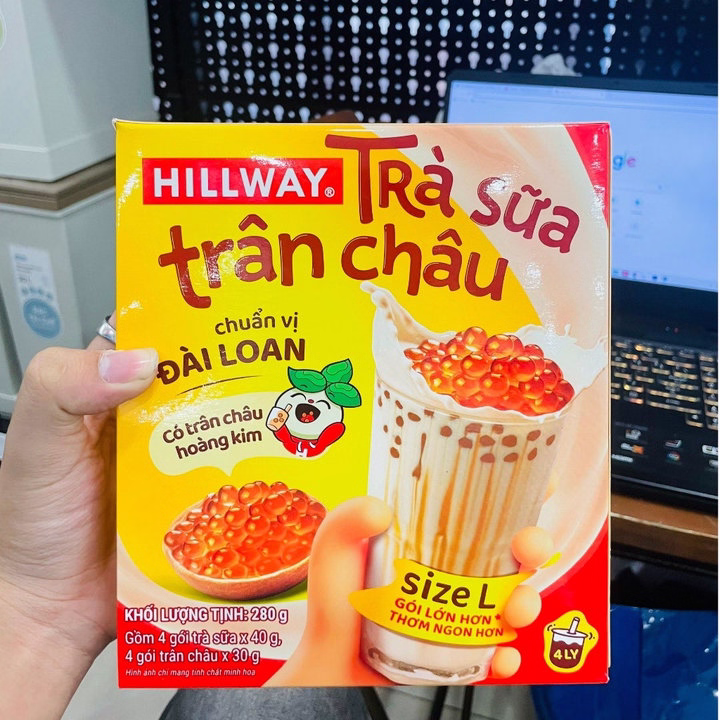 HILLWAY®
Trà sữa
trân châu
chuẩn vị
ĐÀI LOAN
Có trân châu
hoàng kim
size L
GÓI LỚN HƠN*
THƠM NGON HƠN
KHỐI LƯỢNG TỊNH: 280 g
Gồm 4 gói trà sữa x 40 g,
4 gói trân châu x 30 g
Hình ảnh chỉ mang tính chất minh họa
4 LY